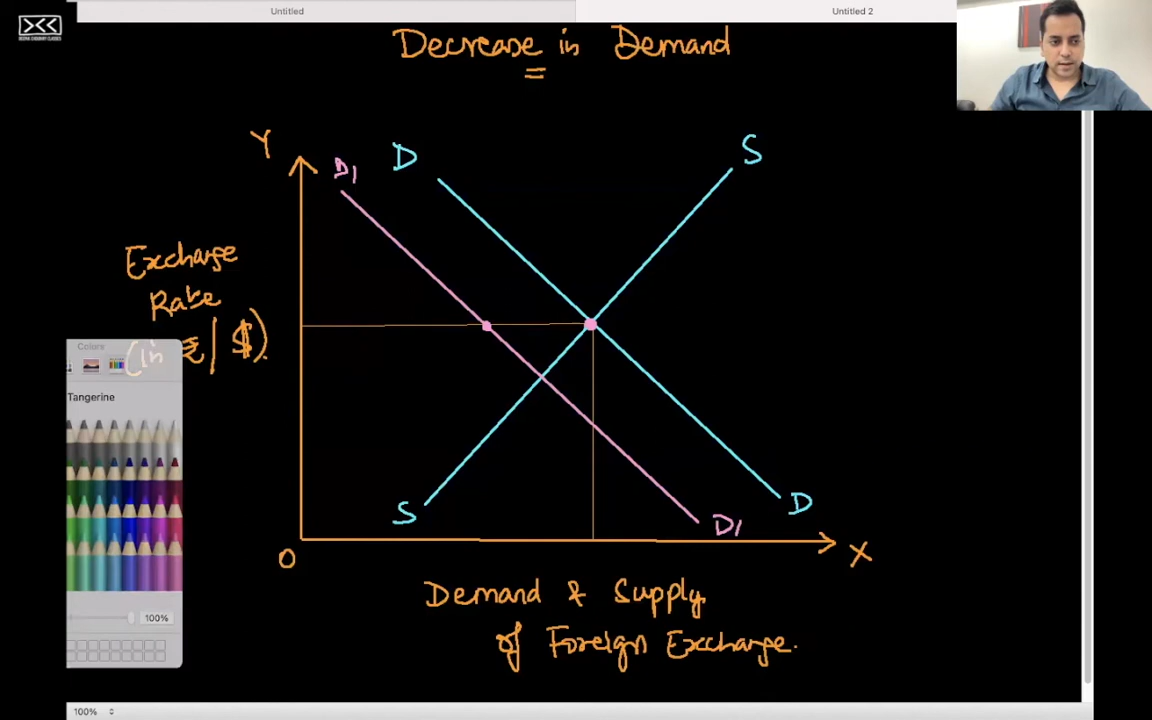 Untitled
Untitled 2
Decrease in Demand
Y
D1
D
S
Exchange
Rate
(In ₹/$)
Colors
Tangerine
S
D1
D
O
X
Demand & Supply
of Foreign Exchange.
100%
100%